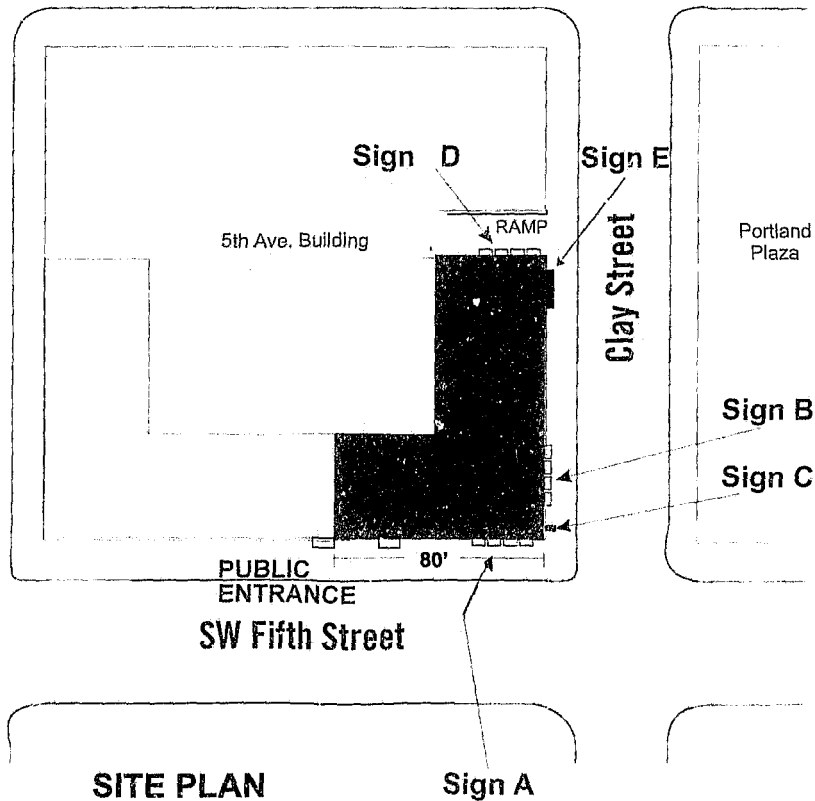 Sign D
Sign E
RAMP
5th Ave. Building
Clay Street
Portland
Plaza
Sign B
Sign C
80'
PUBLIC
ENTRANCE
SW Fifth Street
SITE PLAN
Sign A